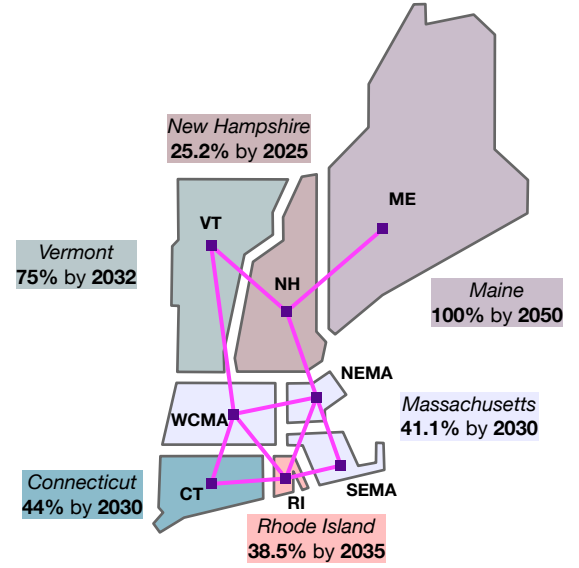 New Hampshire
25.2% by 2025
ME
VT
Vermont
75% by 2032
NH
Maine
100% by 2050
NEMA
WCMA
Massachusetts
41.1% by 2030
Connecticut
44% by 2030
CT
RI
SEMA
Rhode Island
38.5% by 2035